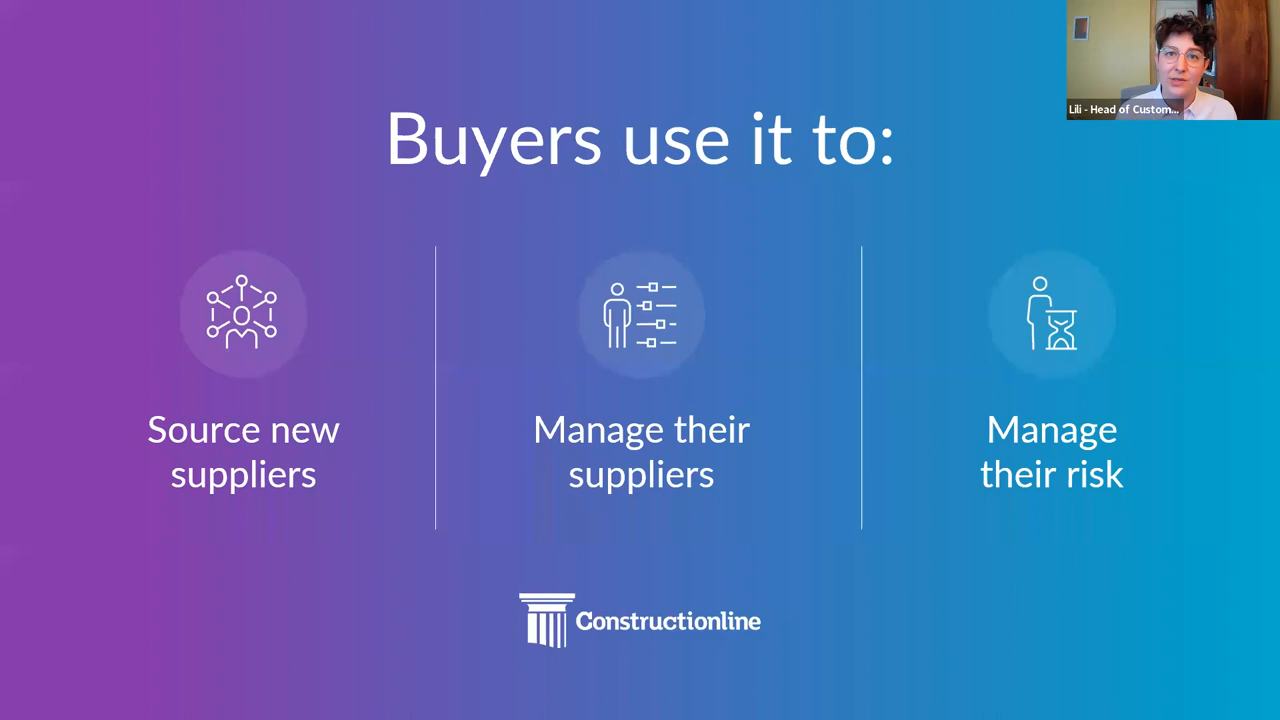 Lili - Head of Custom...
Buyers use it to:
Source new
suppliers
Manage their
suppliers
Manage
their risk
Constructionline